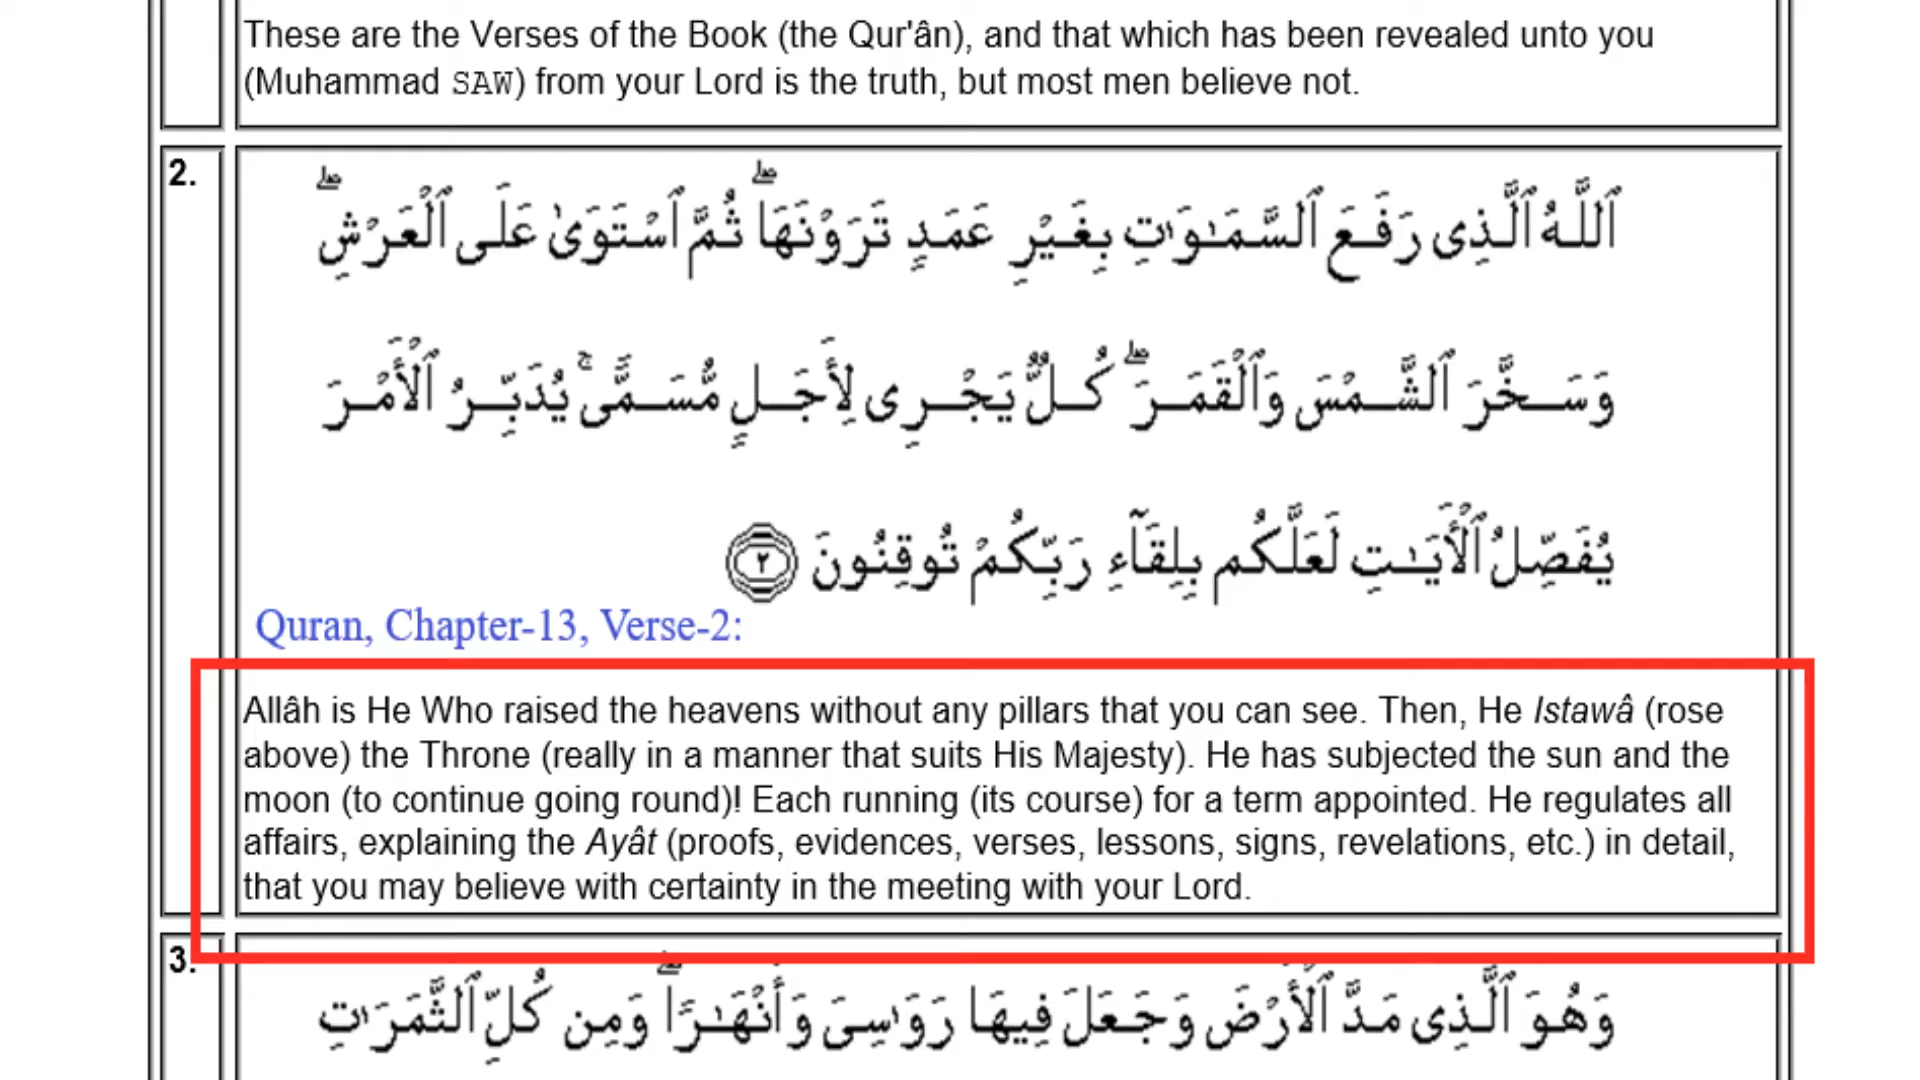 These are the Verses of the Book (the Qur'ân), and that which has been revealed unto you
(Muhammad SAW) from your Lord is the truth, but most men believe not.
2.
ٱللَّهُ ٱلَّذِى رَفَعَ ٱلسَّمَـٰوَٰتِ بِغَيْرِ عَمَدٍ تَرَوْنَهَا ۖ ثُمَّ ٱسْتَوَىٰ عَلَى ٱلْعَرْشِ ۖ
وَسَخَّرَ ٱلشَّمْسَ وَٱلْقَمَرَ ۖ كُلٌّ يَجْرِى لِأَجَلٍ مُّسَمًّى ۚ يُدَبِّرُ ٱلْأَمْرَ
يُفَصِّلُ ٱلْأَيَـٰتِ لَعَلَّكُم بِلِقَآءِ رَبِّكُمْ تُوقِنُونَ ٢
Quran, Chapter-13, Verse-2:
Allâh is He Who raised the heavens without any pillars that you can see. Then, He Istawâ (rose
above) the Throne (really in a manner that suits His Majesty). He has subjected the sun and the
moon (to continue going round)! Each running (its course) for a term appointed. He regulates all
affairs, explaining the Ayât (proofs, evidences, verses, lessons, signs, revelations, etc.) in detail,
that you may believe with certainty in the meeting with your Lord.
3.
وَهُوَ ٱلَّذِى مَدَّ ٱلْأَرْضَ وَجَعَلَ فِيهَا رَوَٰسِىَ وَأَنْهَـٰرًا ۖ وَمِن كُلِّ ٱلثَّمَرَٰتِ